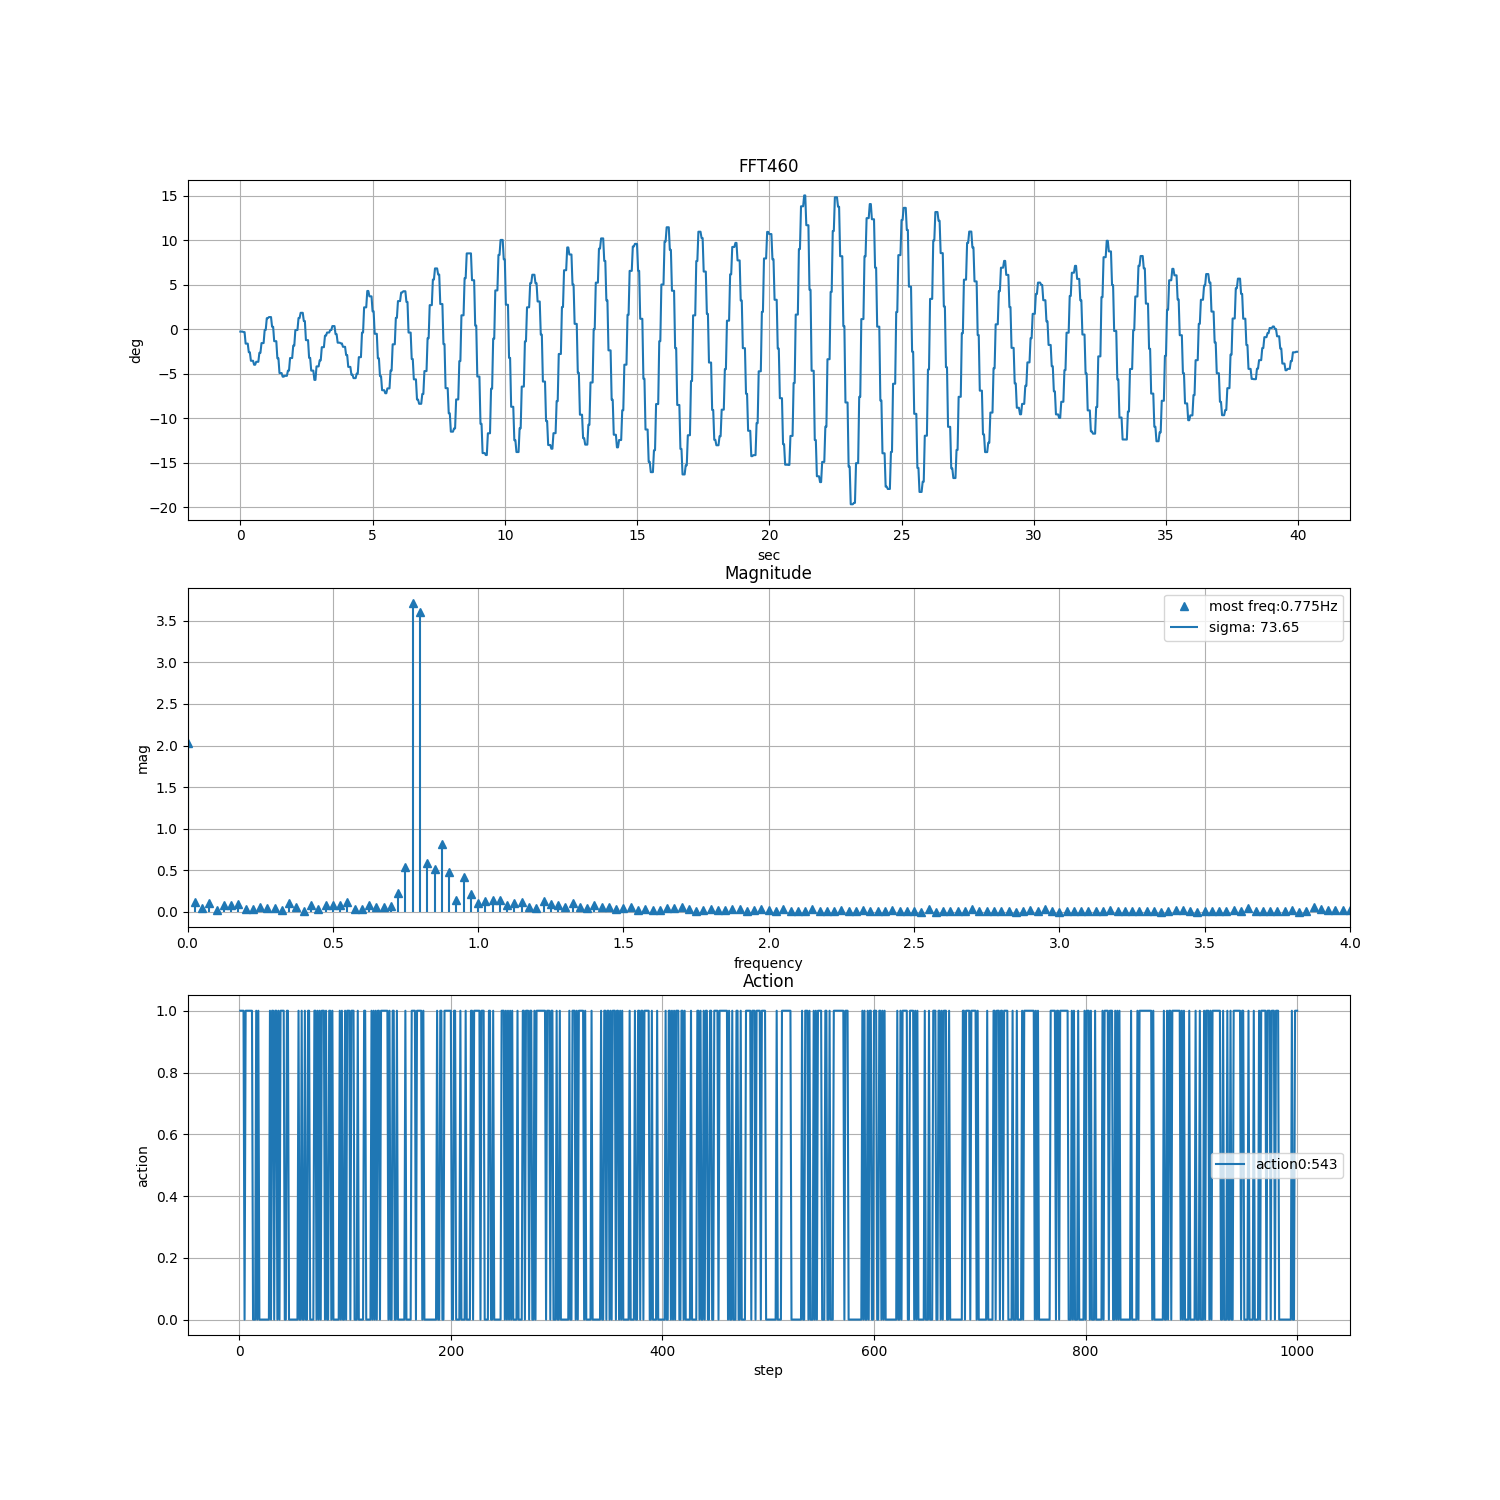 FFT460
15
10
5
0
−5
−10
−15
−20
deg
0 5 10 15 20 25 30 35 40
sec
Magnitude
3.5
3.0
2.5
2.0
1.5
1.0
0.5
0.0
mag
most freq:0.775Hz
sigma: 73.65
0.0 0.5 1.0 1.5 2.0 2.5 3.0 3.5 4.0
frequency
Action
1.0
0.8
0.6
0.4
0.2
0.0
action
action0:543
0 200 400 600 800 1000
step